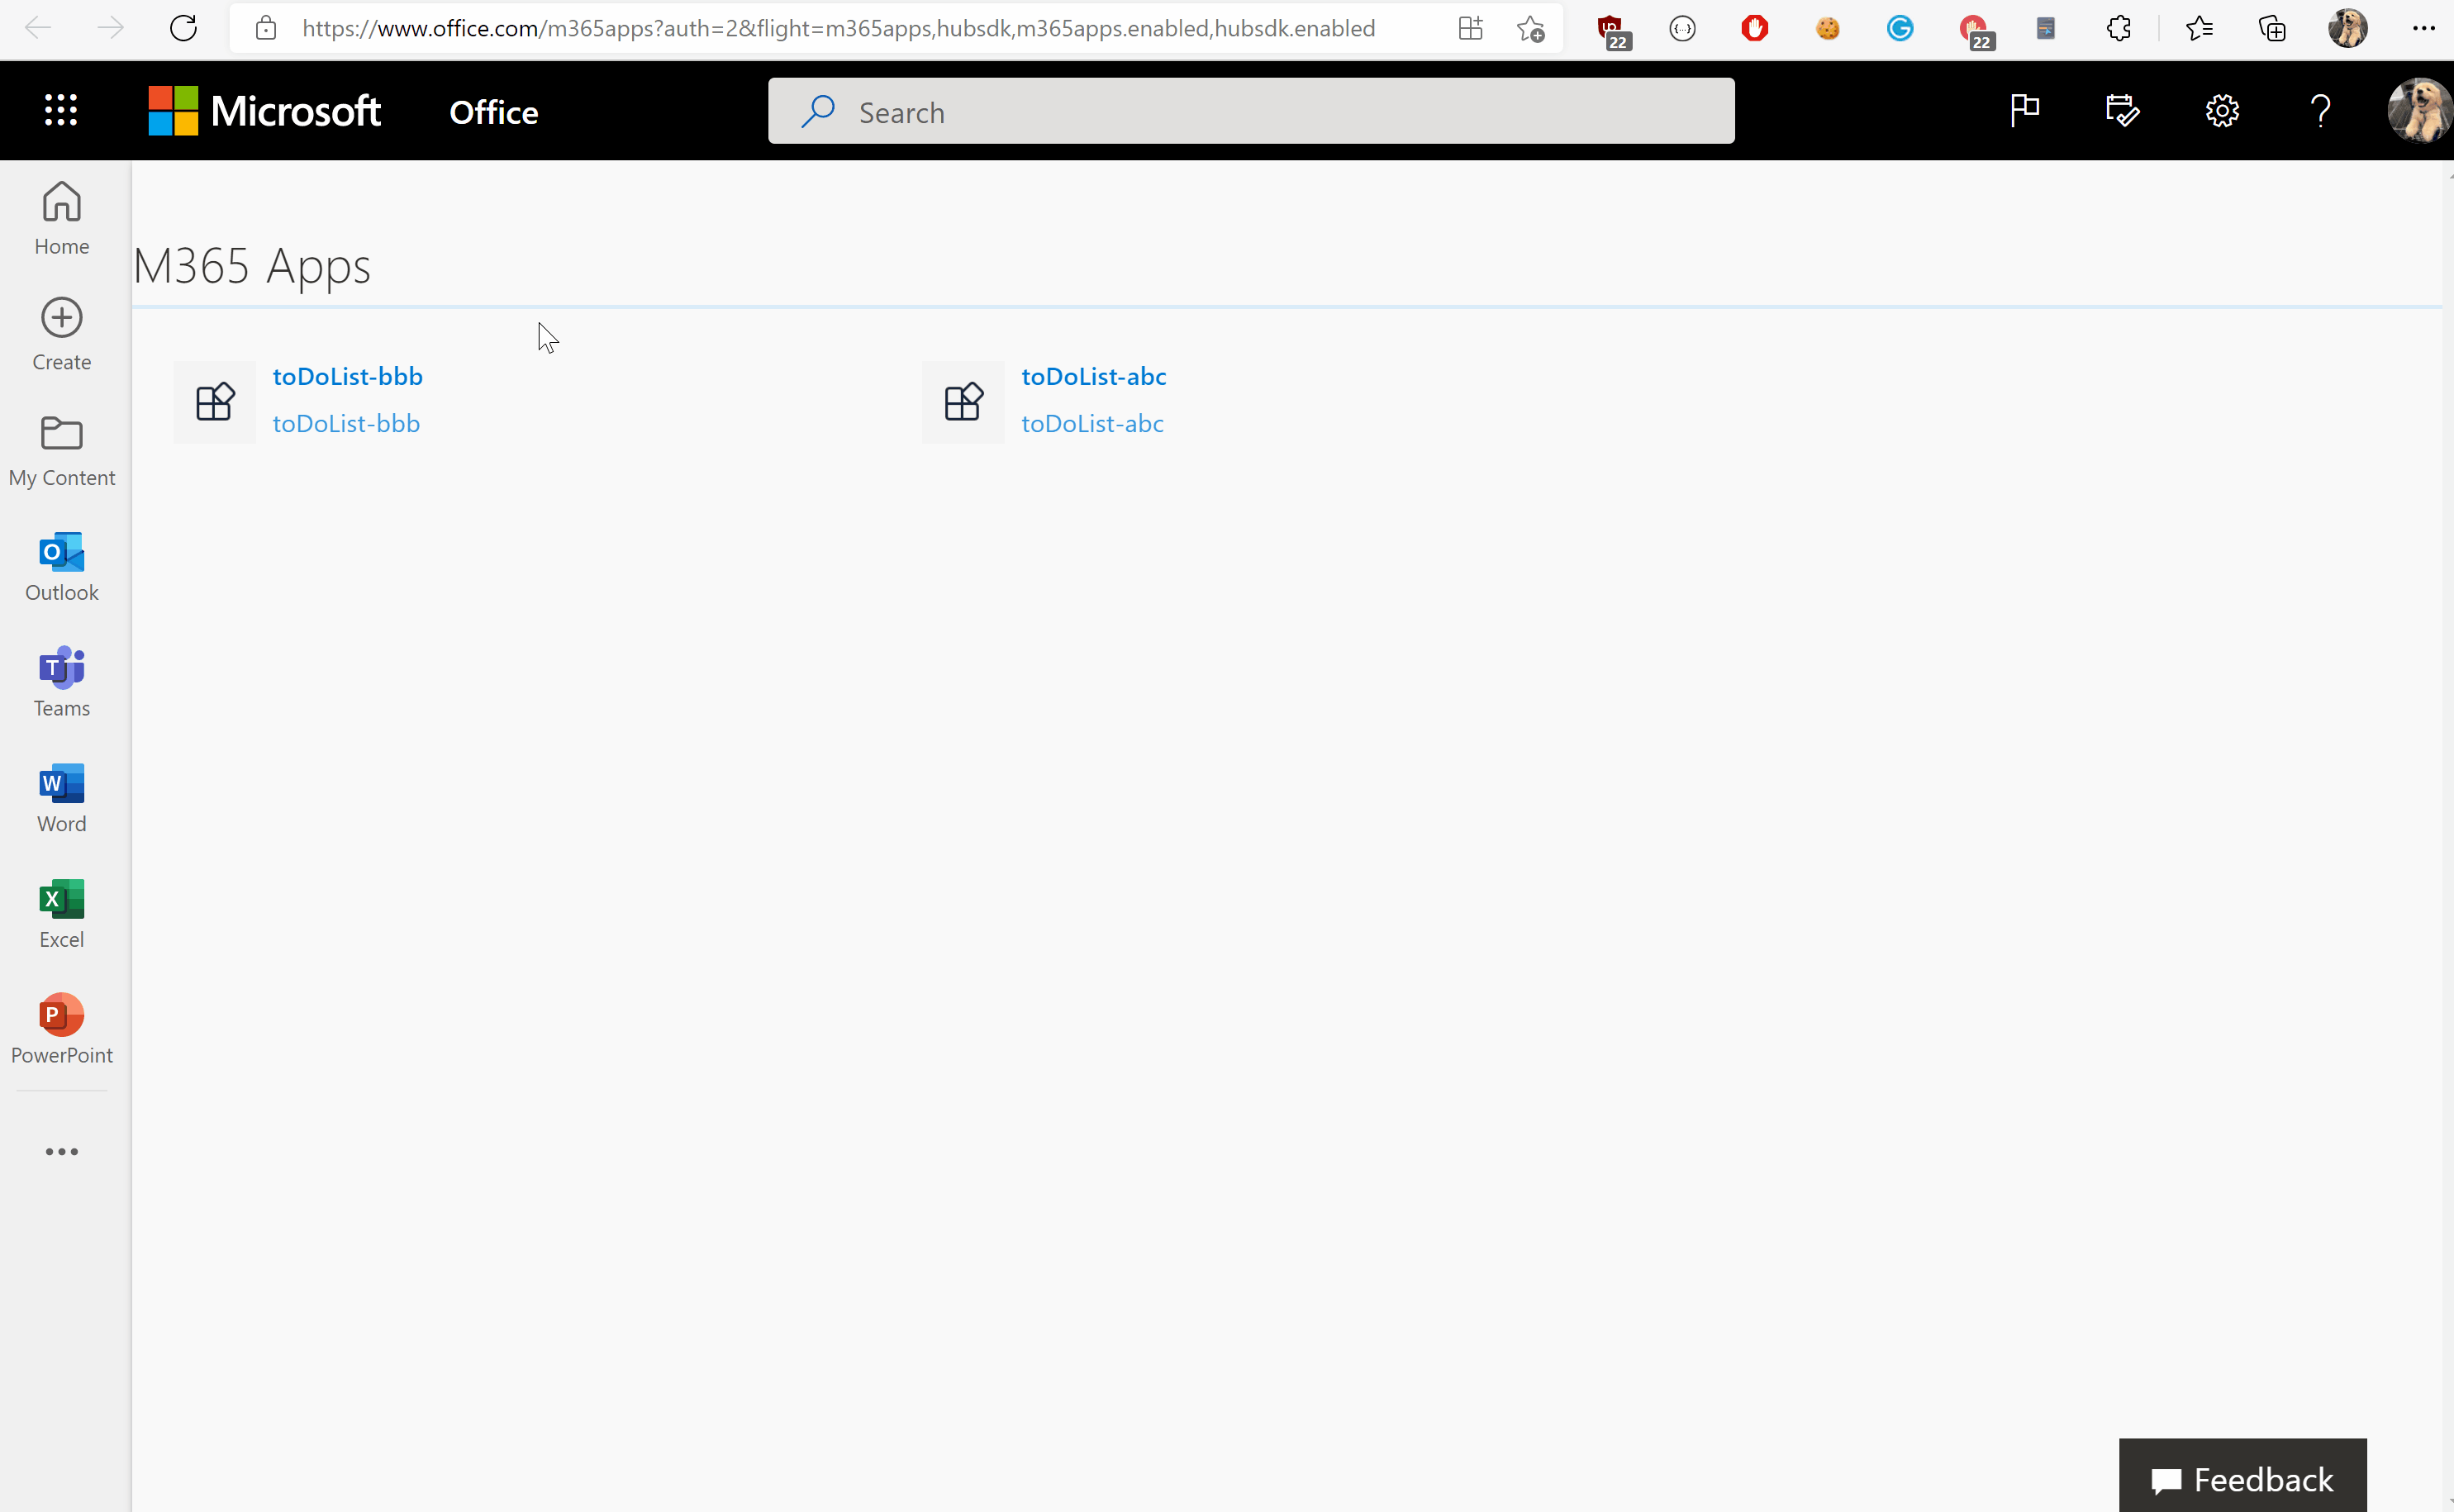 https://www.office.com/m365apps?auth=2&flight=m365apps,hubsdk,m365apps.enabled,hubsdk.enabled
22
22
Microsoft
Office
Search
Home
Create
My Content
Outlook
Teams
Word
Excel
PowerPoint
M365 Apps
toDoList-bbb
toDoList-bbb
toDoList-abc
toDoList-abc
Feedback